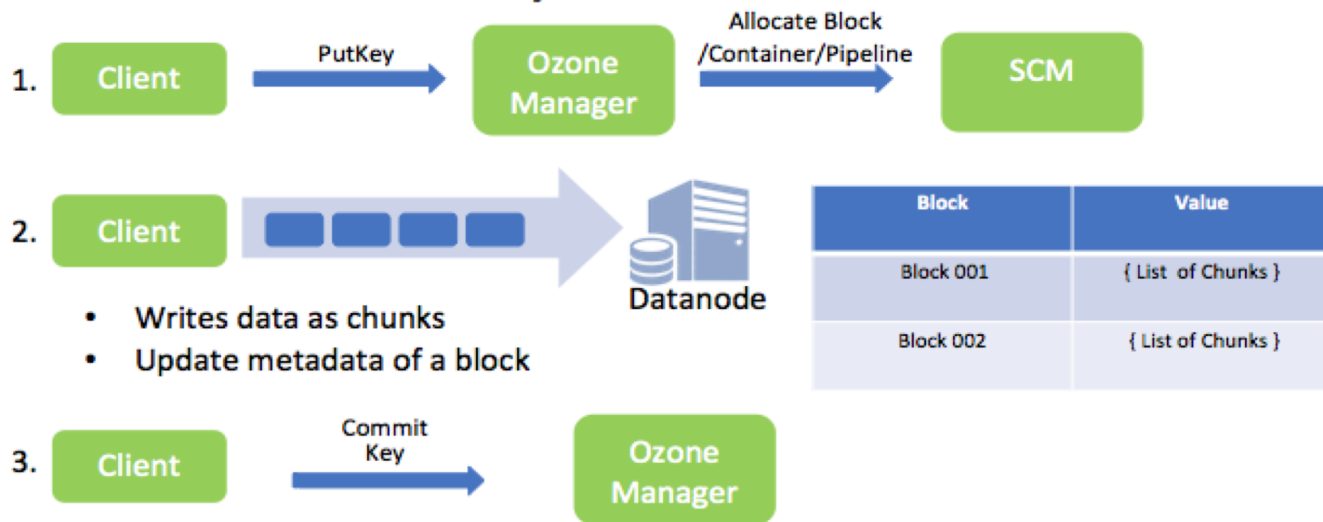 1.
Client
PutKey
Ozone
Manager
Allocate Block
/Container/Pipeline
SCM
2.
Client
Datanode
• Writes data as chunks
• Update metadata of a block
Block Value
Block 001 { List of Chunks }
Block 002 { List of Chunks }
3.
Client
Commit
Key
Ozone
Manager